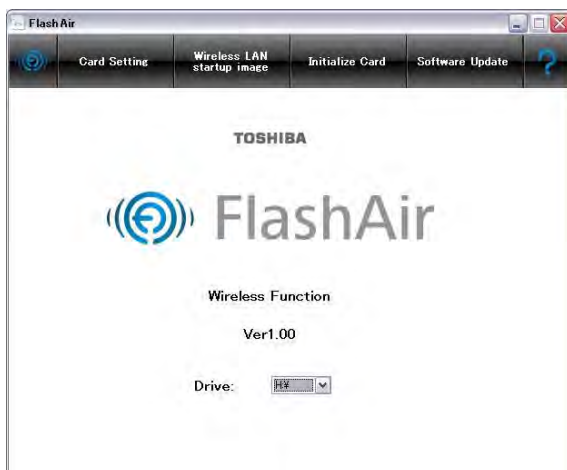 FlashAir
Card Setting
Wireless LAN
startup image
Initialize Card
Software Update
?
TOSHIBA
FlashAir
Wireless Function
Ver1.00
Drive: H¥